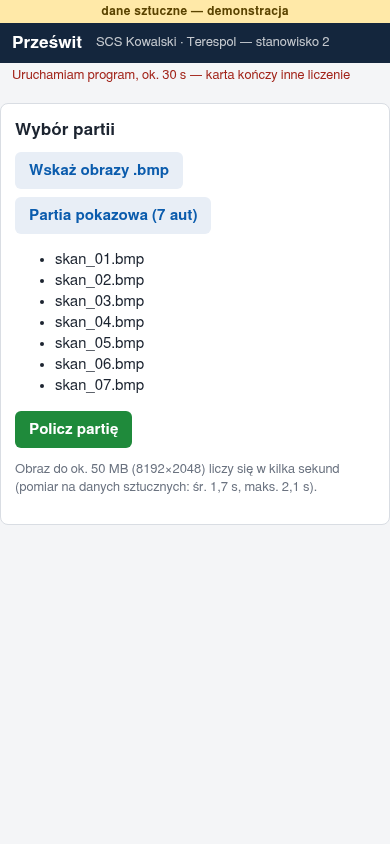 dane sztuczne — demonstracja
Prześwit SCS Kowalski · Terespol — stanowisko 2
Uruchamiam program, ok. 30 s — karta kończy inne liczenie
Wybór partii
Wskaż obrazy .bmp
Partia pokazowa (7 aut)
• skan_01.bmp
• skan_02.bmp
• skan_03.bmp
• skan_04.bmp
• skan_05.bmp
• skan_06.bmp
• skan_07.bmp
Policz partię
Obraz do ok. 50 MB (8192×2048) liczy się w kilka sekund
(pomiar na danych sztucznych: śr. 1,7 s, maks. 2,1 s).